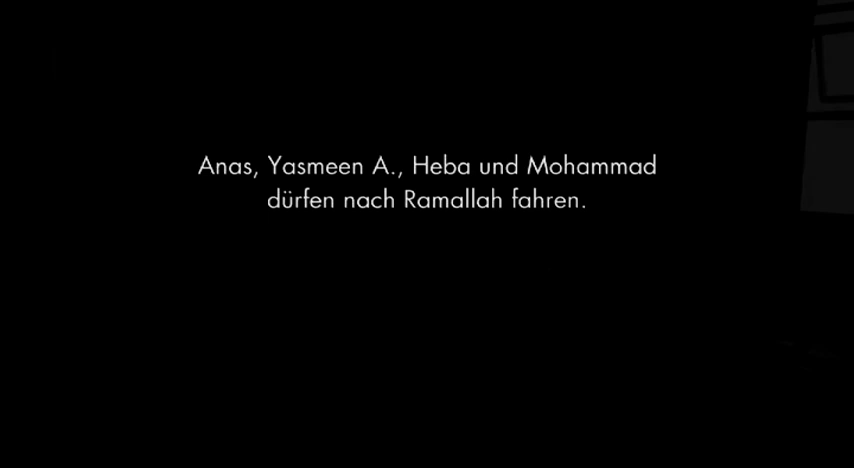 Anas, Yasmeen A., Heba und Mohammad
dürfen nach Ramallah fahren.